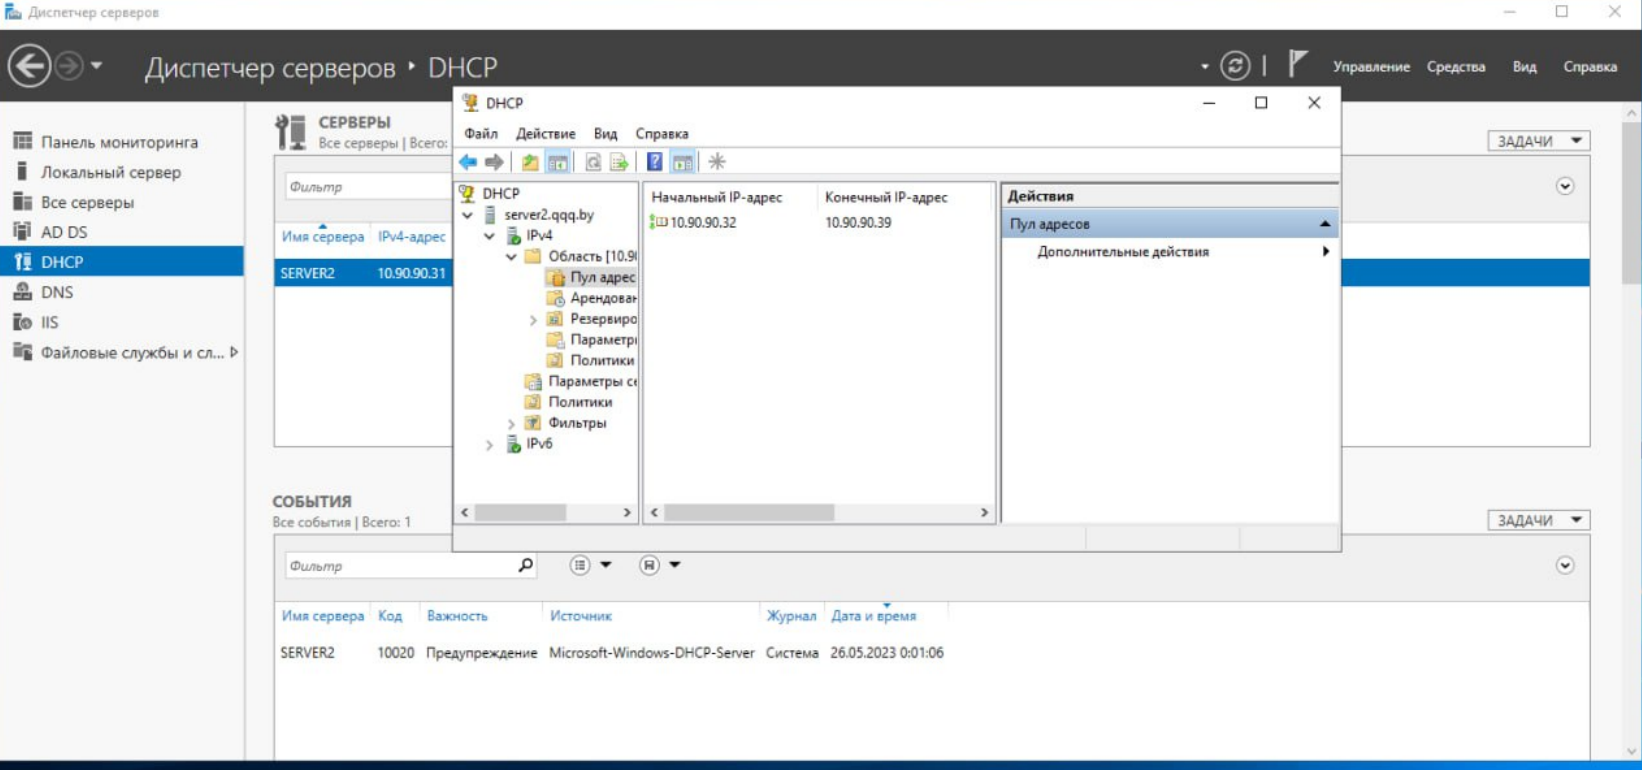 Диспетчер серверов
Диспетчер серверов ‣ DHCP
Управление Средства Вид Справка
Панель мониторинга
Локальный сервер
Все серверы
AD DS
DHCP
DNS
IIS
Файловые службы и сл...
СЕРВЕРЫ
Все серверы | Всего:
ЗАДАЧИ
Фильтр
Имя сервера IPv4-адрес
SERVER2 10.90.90.31
DHCP
Файл Действие Вид Справка
DHCP
server2.qqq.by
IPv4
Область [10.90
Пул адрес
Арендован
Резервиро
Параметры
Политики
Параметры се
Политики
Фильтры
IPv6
Начальный IP-адрес Конечный IP-адрес
10.90.90.32 10.90.90.39
Действия
Пул адресов
Дополнительные действия
СОБЫТИЯ
Все события | Всего: 1
ЗАДАЧИ
Фильтр
Имя сервера Код Важность Источник Журнал Дата и время
SERVER2 10020 Предупреждение Microsoft-Windows-DHCP-Server Система 26.05.2023 0:01:06